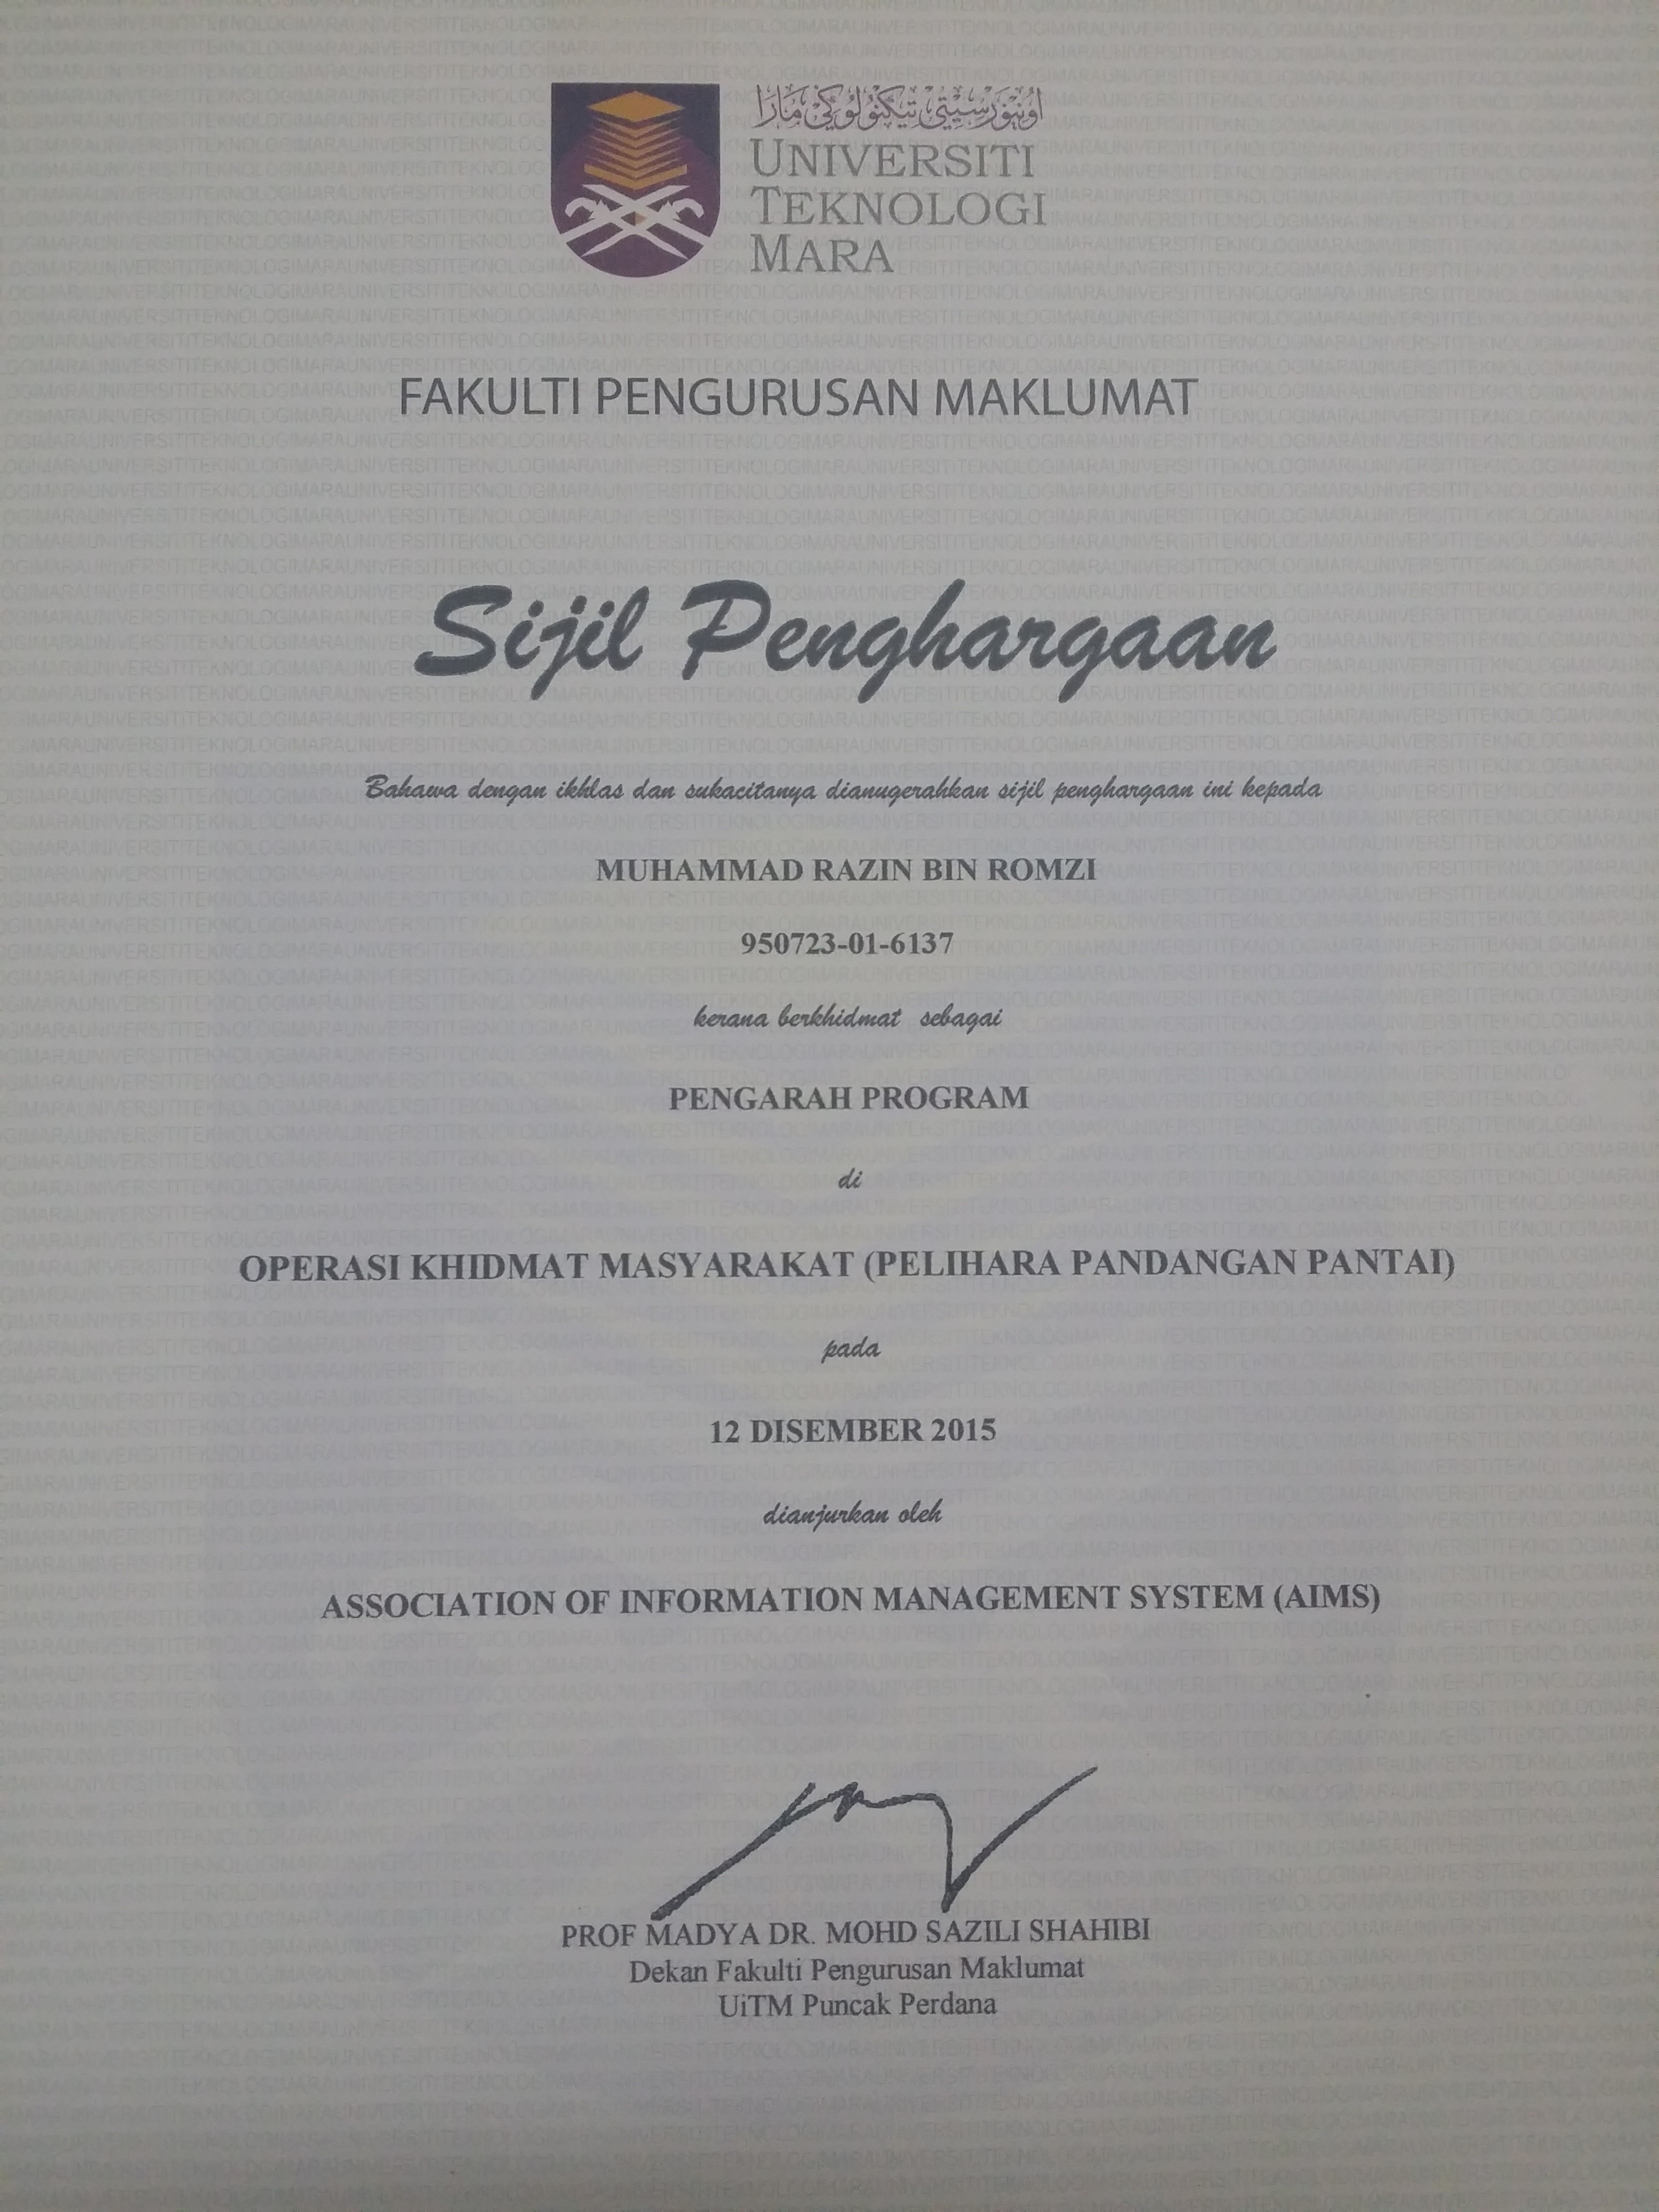 اونيۏرسيتي تيكنولوڬي مارا
UNIVERSITI
TEKNOLOGI
MARA
FAKULTI PENGURUSAN MAKLUMAT
Sijil Penghargaan
Bahawa dengan ikhlas dan sukacitanya dianugerahkan sijil penghargaan ini kepada
MUHAMMAD RAZIN BIN ROMZI
950723-01-6137
kerana berkhidmat sebagai
PENGARAH PROGRAM
di
OPERASI KHIDMAT MASYARAKAT (PELIHARA PANDANGAN PANTAI)
pada
12 DISEMBER 2015
dianjurkan oleh
ASSOCIATION OF INFORMATION MANAGEMENT SYSTEM (AIMS)
PROF MADYA DR. MOHD SAZILI SHAHIBI
Dekan Fakulti Pengurusan Maklumat
UiTM Puncak Perdana